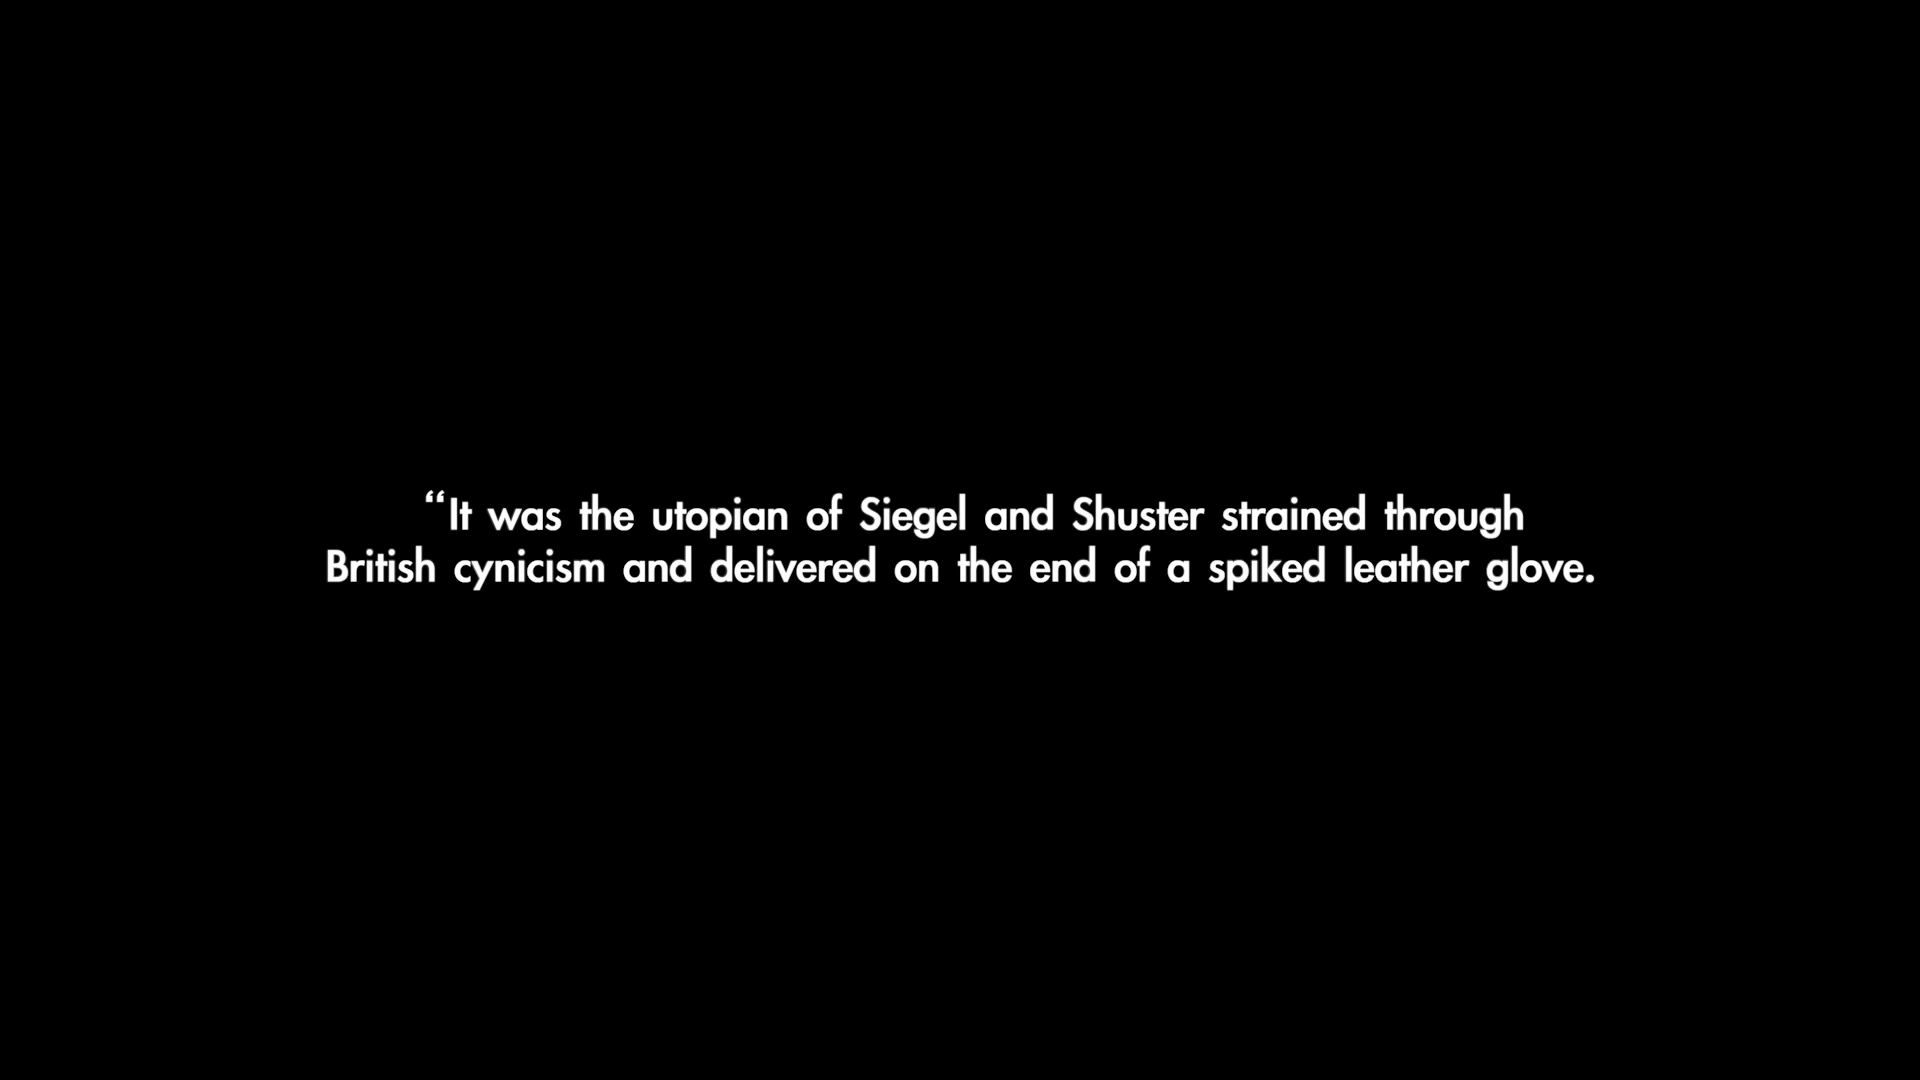 “It was the utopian of Siegel and Shuster strained through
British cynicism and delivered on the end of a spiked leather glove.